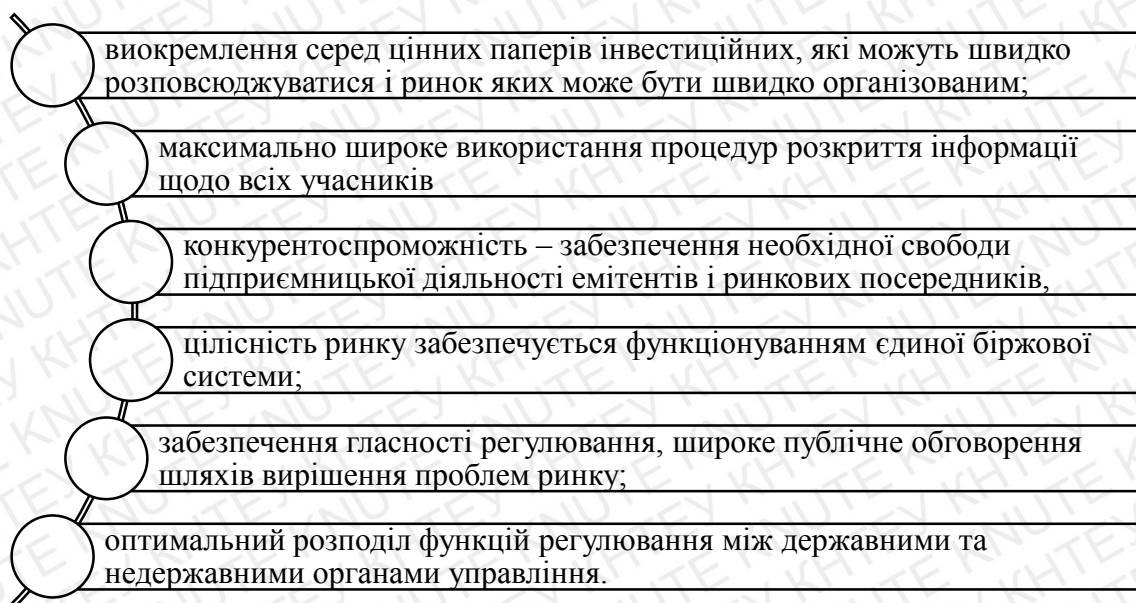 виокремлення серед цінних паперів інвестиційних, які можуть швидко
розповсюджуватися і ринок яких може бути швидко організованим;
максимально широке використання процедур розкриття інформації
щодо всіх учасників
конкурентоспроможність – забезпечення необхідної свободи
підприємницької діяльності емітентів і ринкових посередників,
цілісність ринку забезпечується функціонуванням єдиної біржової
системи;
забезпечення гласності регулювання, широке публічне обговорення
шляхів вирішення проблем ринку;
оптимальний розподіл функцій регулювання між державними та
недержавними органами управління.